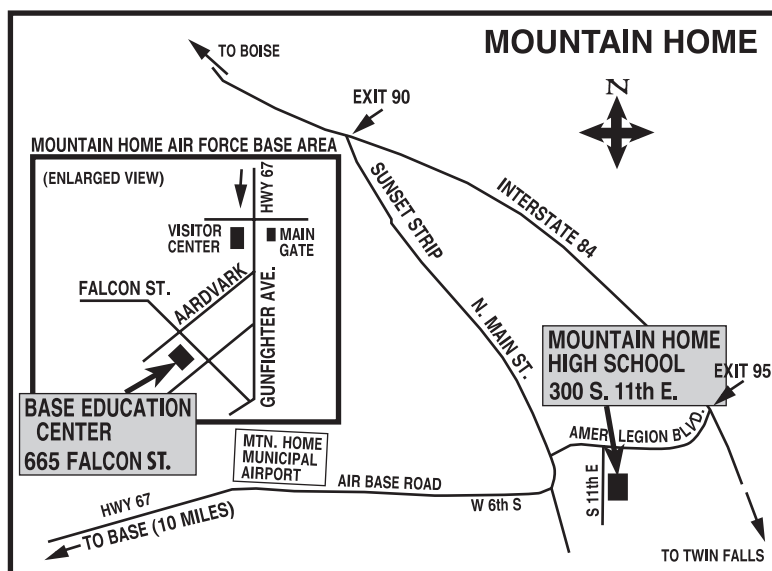 MOUNTAIN HOME
TO BOISE
EXIT 90
N
MOUNTAIN HOME AIR FORCE BASE AREA
(ENLARGED VIEW)
HWY 67
VISITOR
CENTER
MAIN
GATE
FALCON ST.
AARDVARK
GUNFIGHTER AVE.
BASE EDUCATION
CENTER
665 FALCON ST.
SUNSET STRIP
INTERSTATE 84
N. MAIN ST.
MOUNTAIN HOME
HIGH SCHOOL
300 S. 11th E.
EXIT 95
AMER. LEGION BLVD.
S 11th E
MTN. HOME
MUNICIPAL
AIRPORT
AIR BASE ROAD
W 6th S
HWY 67
TO BASE (10 MILES)
TO TWIN FALLS